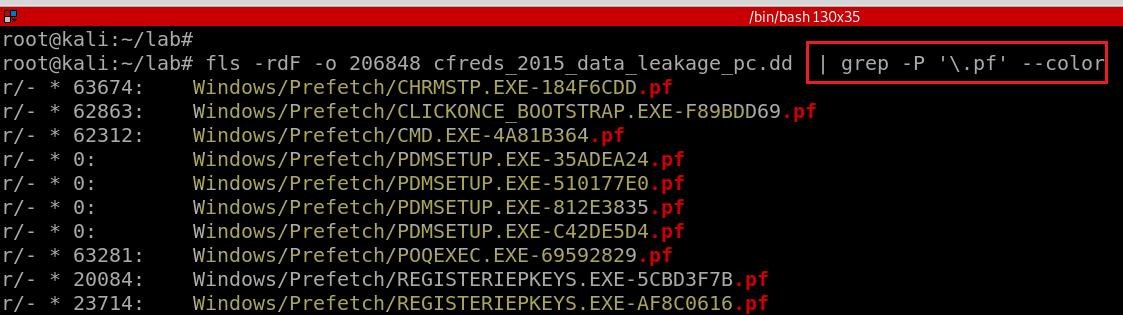 /bin/bash 130x35
root@kali:~/lab#
root@kali:~/lab# fls -rdF -o 206848 cfreds_2015_data_leakage_pc.dd | grep -P '\.pf' --color
r/- * 63674: Windows/Prefetch/CHRMSTP.EXE-184F6CDD.pf
r/- * 62863: Windows/Prefetch/CLICKONCE_BOOTSTRAP.EXE-F89BDD69.pf
r/- * 62312: Windows/Prefetch/CMD.EXE-4A81B364.pf
r/- * 0: Windows/Prefetch/PDMSETUP.EXE-35ADEA24.pf
r/- * 0: Windows/Prefetch/PDMSETUP.EXE-510177E0.pf
r/- * 0: Windows/Prefetch/PDMSETUP.EXE-812E3835.pf
r/- * 0: Windows/Prefetch/PDMSETUP.EXE-C42DE5D4.pf
r/- * 63281: Windows/Prefetch/POQEXEC.EXE-69592829.pf
r/- * 20084: Windows/Prefetch/REGISTERIEPKEYS.EXE-5CBD3F7B.pf
r/- * 23714: Windows/Prefetch/REGISTERIEPKEYS.EXE-AF8C0616.pf